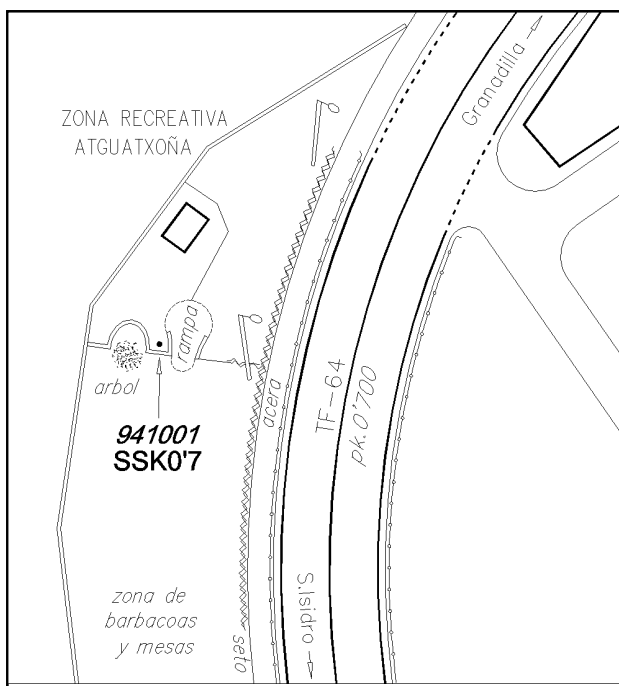 ZONA RECREATIVA
ATGUATXOÑA
Granadilla
rampa
arbol
941001
SSK0'7
acera
TF-64
pk.0'700
zona de
barbacoas
y mesas
seto
S.Isidro